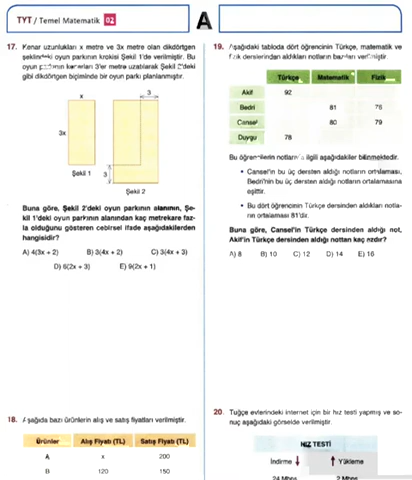 TYT / Temel Matematik 02
A
17. Kenar uzunlukları x metre ve 3x metre olan dikdörtgen
şeklindeki oyun parkının krokisi Şekil 1'de verilmiştir. Bu
oyun parkının kenarları 3'er metre uzatılarak Şekil 2'deki
gibi dikdörtgen biçiminde bir oyun parkı planlanmıştır.
x
3
3x
3
Şekil 1
Şekil 2
Buna göre, Şekil 2'deki oyun parkının alanının, Şe-
kil 1'deki oyun parkının alanından kaç metrekare faz-
la olduğunu gösteren cebirsel ifade aşağıdakilerden
hangisidir?
A) 4(3x + 2) B) 3(4x + 2) C) 3(4x + 3)
D) 6(2x + 3) E) 9(2x + 1)
18. Aşağıda bazı ürünlerin alış ve satış fiyatları verilmiştir.
Ürünler Alış Fiyatı (TL) Satış Fiyatı (TL)
A x 200
B 120 150
19. Aşağıdaki tabloda dört öğrencinin Türkçe, matematik ve
fizik derslerinden aldıkları notların bazıları verilmiştir.
Türkçe Matematik Fizik
Akif 92
Bedri 81 76
Cansel 80 79
Duygu 78
Bu öğrencilerin notlarıyla ilgili aşağıdakiler bilinmektedir.
• Cansel'in bu üç dersten aldığı notların ortalaması,
Bedri'nin bu üç dersten aldığı notların ortalamasına
eşittir.
• Bu dört öğrencinin Türkçe dersinden aldıkları notla-
rın ortalaması 81'dir.
Buna göre, Cansel'in Türkçe dersinden aldığı not,
Akif'in Türkçe dersinden aldığı nottan kaç azdır?
A) 8 B) 10 C) 12 D) 14 E) 16
20. Tuğçe evlerindeki internet için bir hız testi yapmış ve so-
nuç aşağıdaki görselde verilmiştir.
HIZ TESTİ
İndirme Yükleme
24 Mbps 2 Mbps